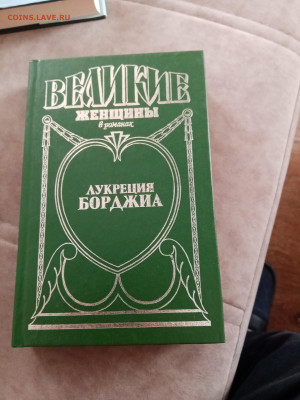 COINS.LAVE.RU
ВЕЛИКИЕ
ЖЕНЩИНЫ
в романах
ЛУКРЕЦИЯ
БОРДЖИА